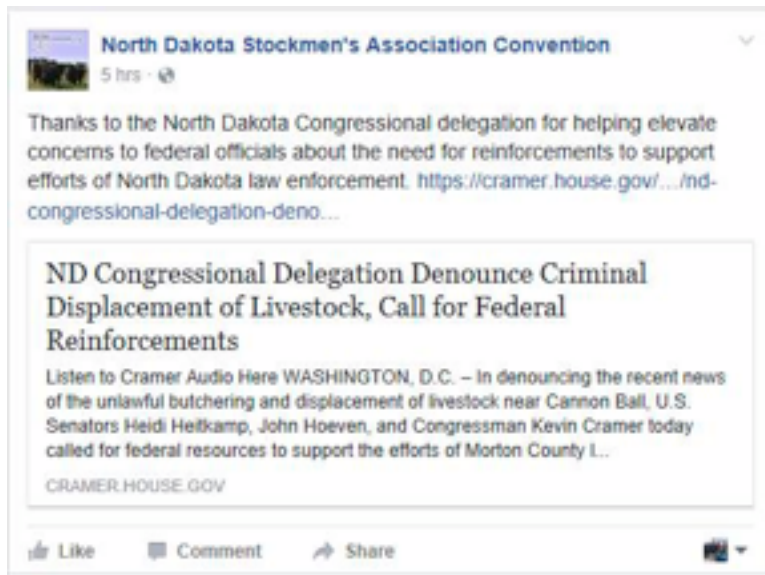 North Dakota Stockmen's Association Convention
5 hrs ·
Thanks to the North Dakota Congressional delegation for helping elevate
concerns to federal officials about the need for reinforcements to support
efforts of North Dakota law enforcement. https://cramer.house.gov/…/nd-
congressional-delegation-deno…
ND Congressional Delegation Denounce Criminal
Displacement of Livestock, Call for Federal
Reinforcements
Listen to Cramer Audio Here WASHINGTON, D.C. – In denouncing the recent news
of the unlawful butchering and displacement of livestock near Cannon Ball, U.S.
Senators Heidi Heitkamp, John Hoeven, and Congressman Kevin Cramer today
called for federal resources to support the efforts of Morton County l...
CRAMER.HOUSE.GOV
Like Comment Share